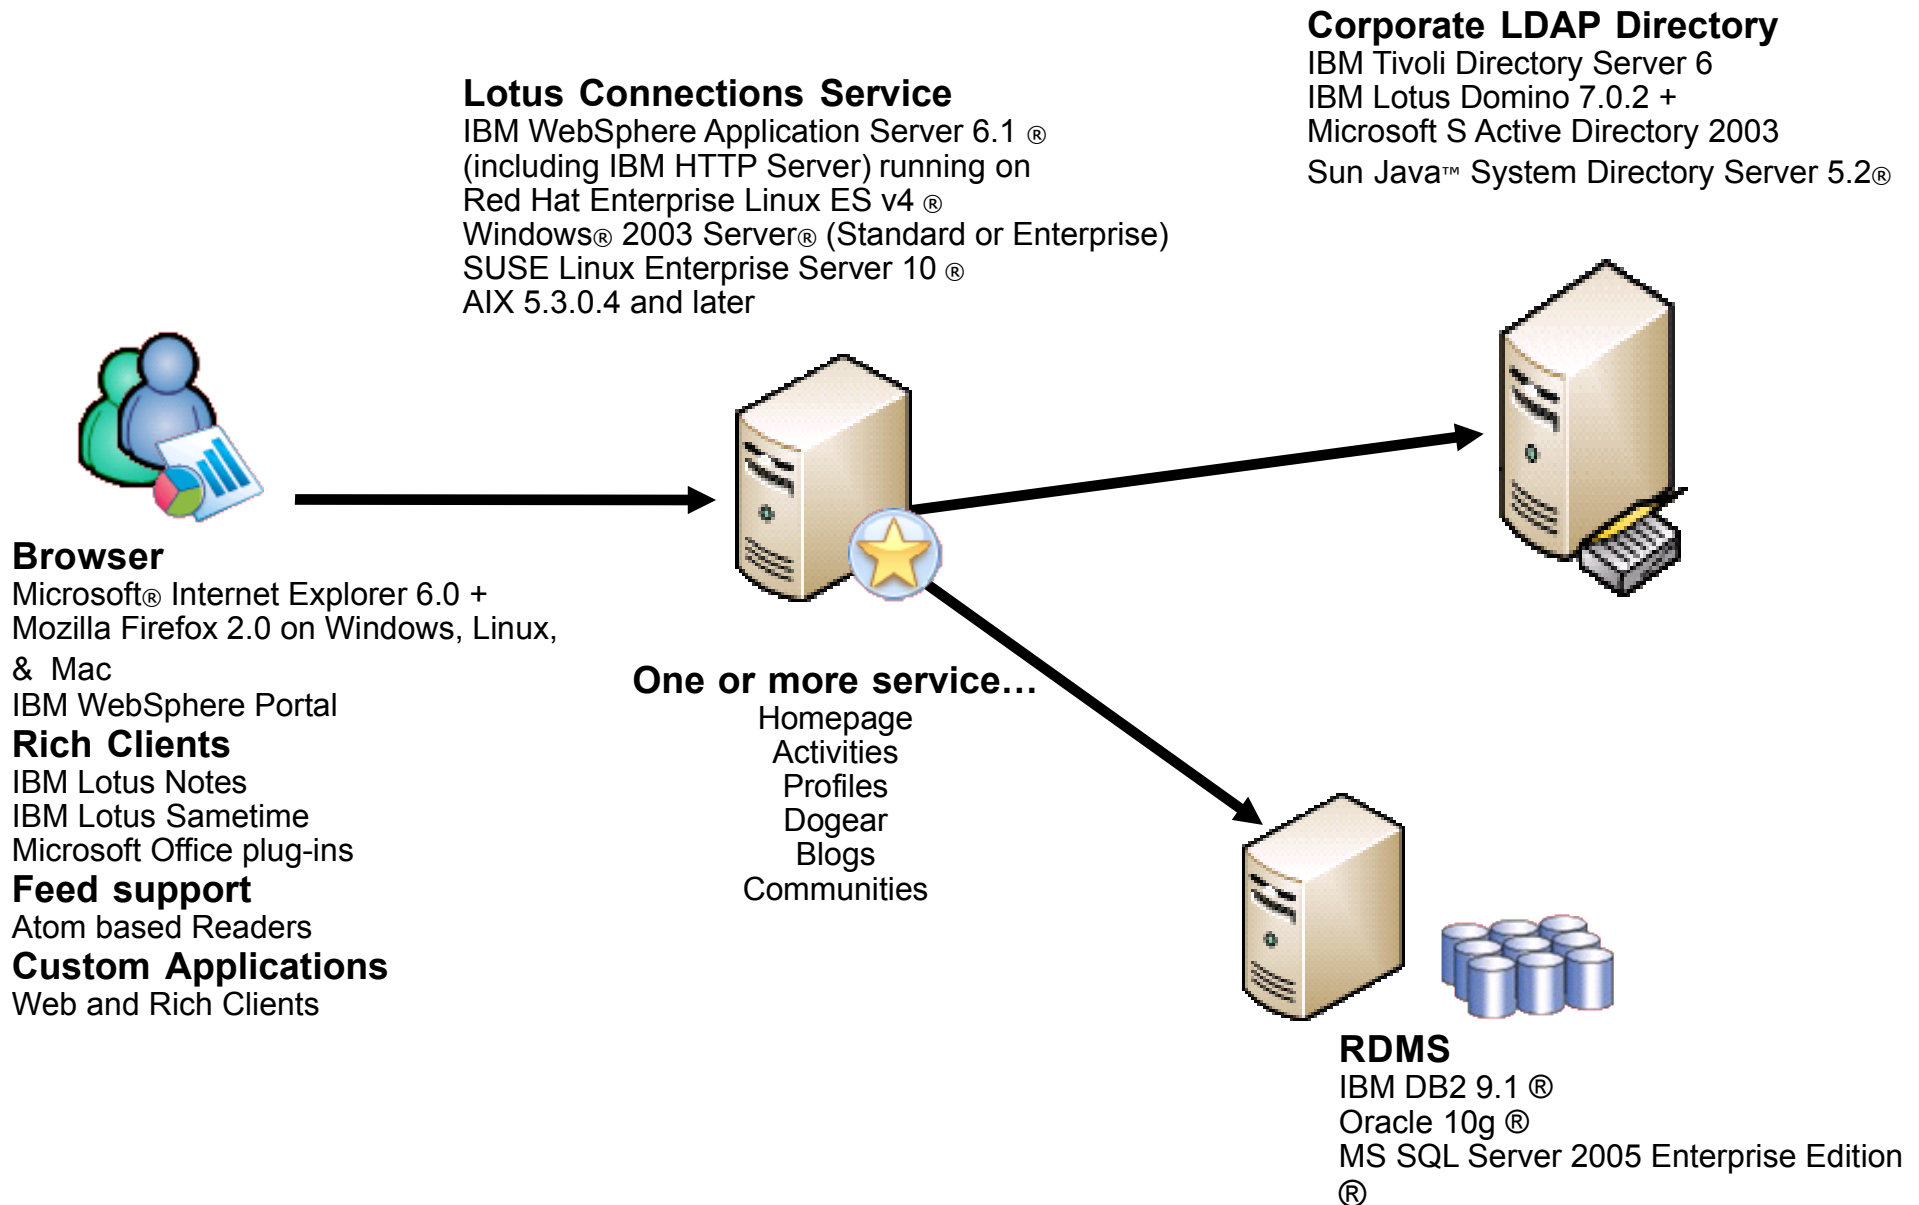 Corporate LDAP Directory
IBM Tivoli Directory Server 6
IBM Lotus Domino 7.0.2 +
Microsoft S Active Directory 2003
Sun Java™ System Directory Server 5.2®
Lotus Connections Service
IBM WebSphere Application Server 6.1 ®
(including IBM HTTP Server) running on
Red Hat Enterprise Linux ES v4 ®
Windows® 2003 Server® (Standard or Enterprise)
SUSE Linux Enterprise Server 10 ®
AIX 5.3.0.4 and later
Browser
Microsoft® Internet Explorer 6.0 +
Mozilla Firefox 2.0 on Windows, Linux,
& Mac
IBM WebSphere Portal
Rich Clients
IBM Lotus Notes
IBM Lotus Sametime
Microsoft Office plug-ins
Feed support
Atom based Readers
Custom Applications
Web and Rich Clients
One or more service…
Homepage
Activities
Profiles
Dogear
Blogs
Communities
RDMS
IBM DB2 9.1 ®
Oracle 10g ®
MS SQL Server 2005 Enterprise Edition
®